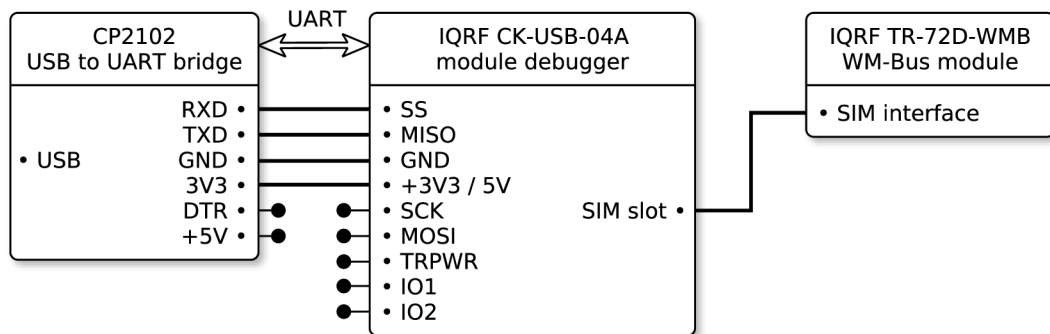 UART
CP2102
USB to UART bridge
RXD
TXD
GND
3V3
DTR
+5V
USB
IQRF CK-USB-04A
module debugger
SS
MISO
GND
+3V3 / 5V
SCK
MOSI
TRPWR
IO1
IO2
SIM slot
IQRF TR-72D-WMB
WM-Bus module
SIM interface